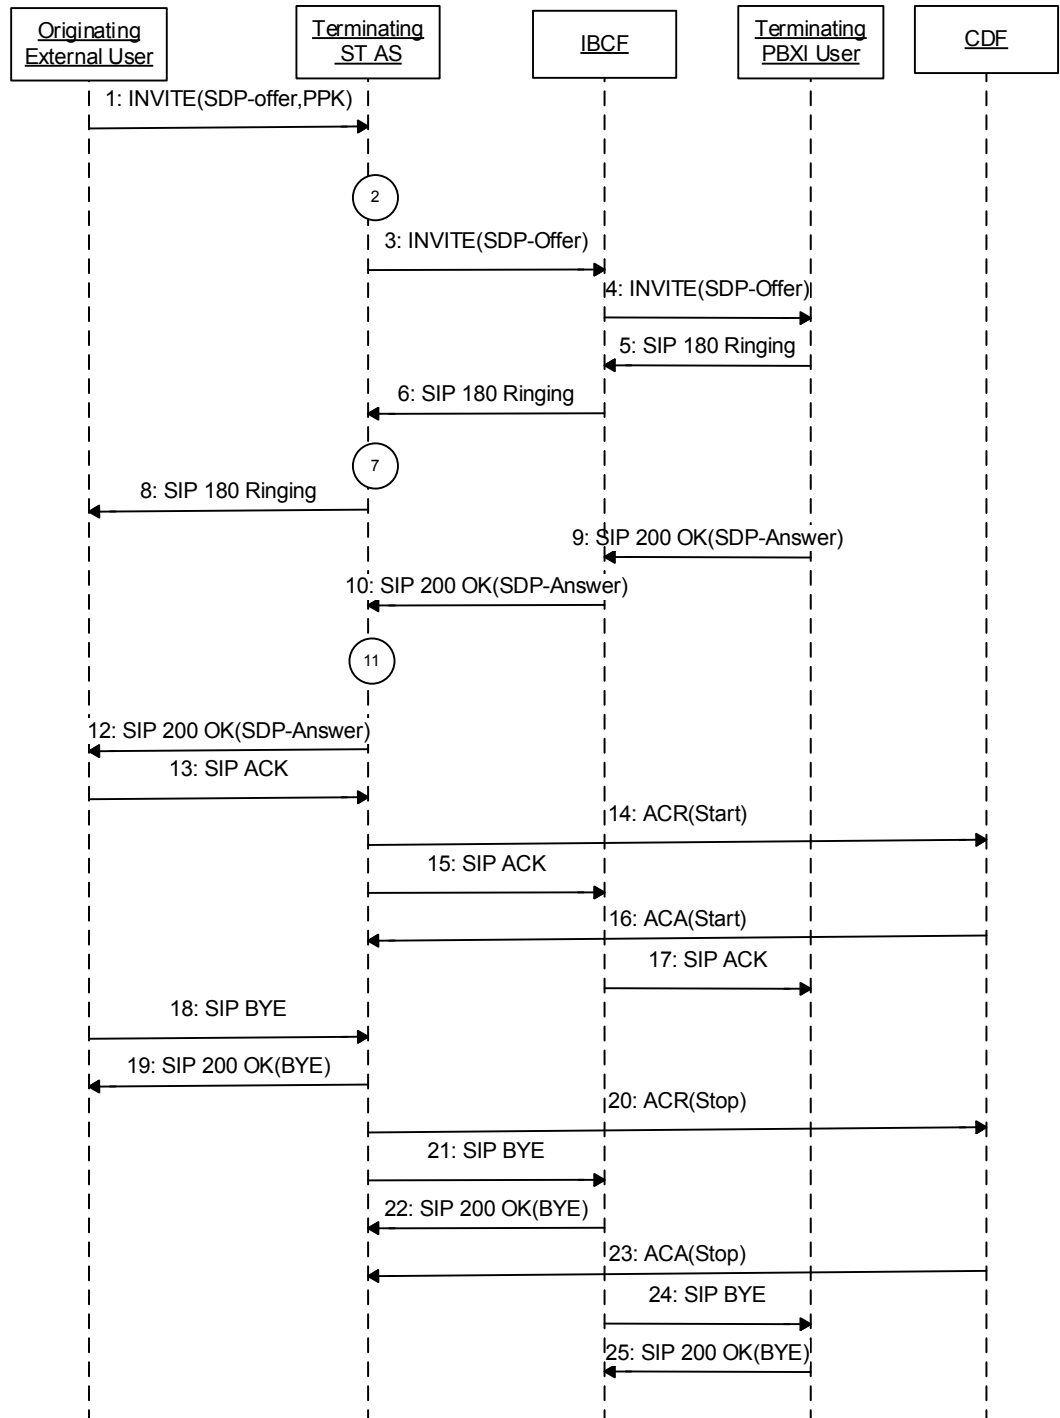 Originating
External User
Terminating
ST AS
IBCF
Terminating
PBXI User
CDF
1: INVITE(SDP-offer,PPK)
2
3: INVITE(SDP-Offer)
4: INVITE(SDP-Offer)
5: SIP 180 Ringing
6: SIP 180 Ringing
7
8: SIP 180 Ringing
9: SIP 200 OK(SDP-Answer)
10: SIP 200 OK(SDP-Answer)
11
12: SIP 200 OK(SDP-Answer)
13: SIP ACK
14: ACR(Start)
15: SIP ACK
16: ACA(Start)
17: SIP ACK
18: SIP BYE
19: SIP 200 OK(BYE)
20: ACR(Stop)
21: SIP BYE
22: SIP 200 OK(BYE)
23: ACA(Stop)
24: SIP BYE
25: SIP 200 OK(BYE)